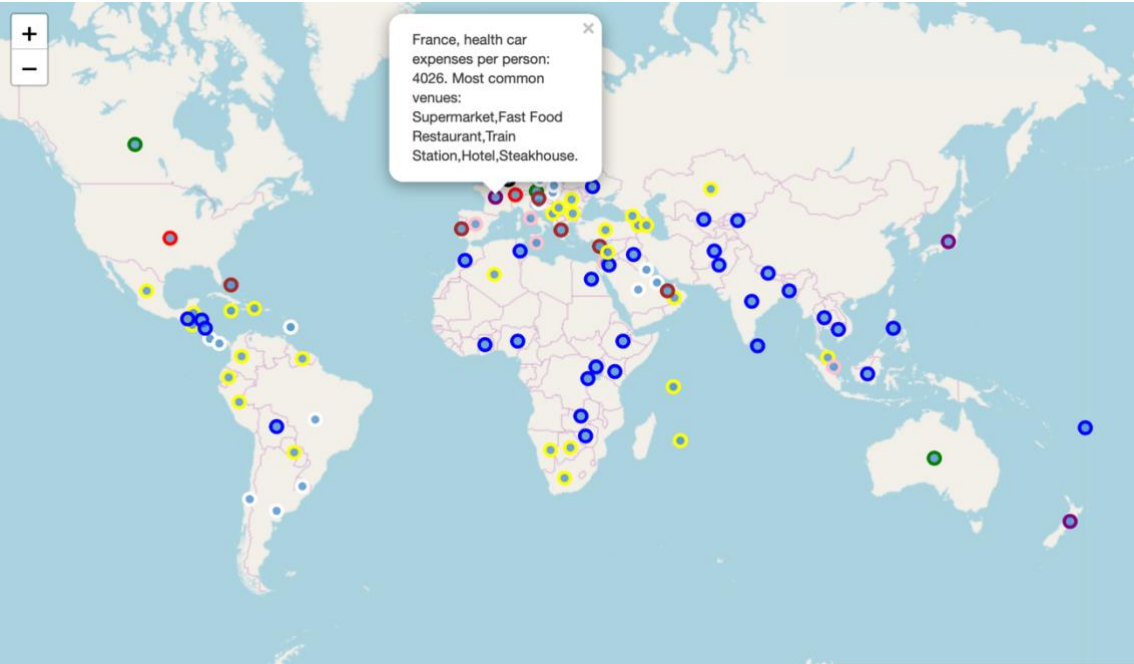 +
−
×
France, health car
expenses per person:
4026. Most common
venues:
Supermarket,Fast Food
Restaurant,Train
Station,Hotel,Steakhouse.